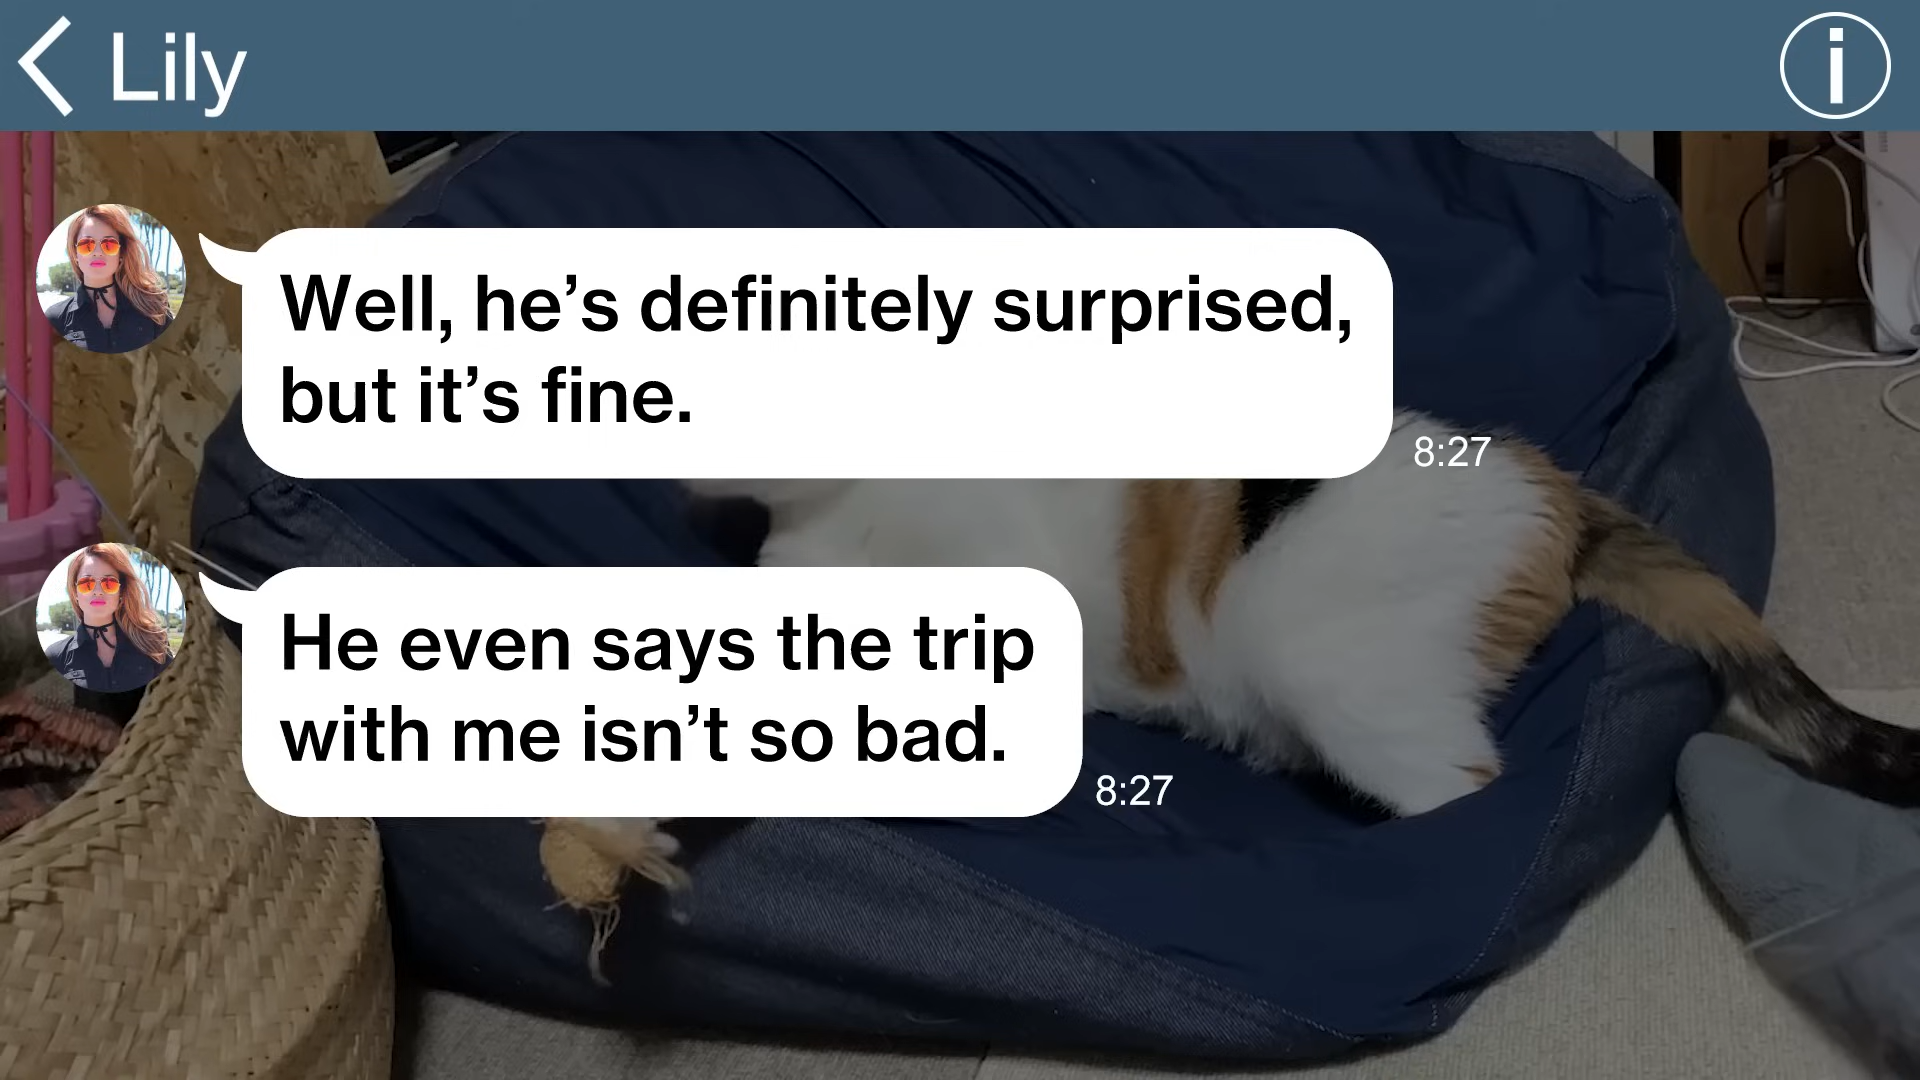 Lily
i
Well, he’s definitely surprised,
but it’s fine.
8:27
He even says the trip
with me isn’t so bad.
8:27